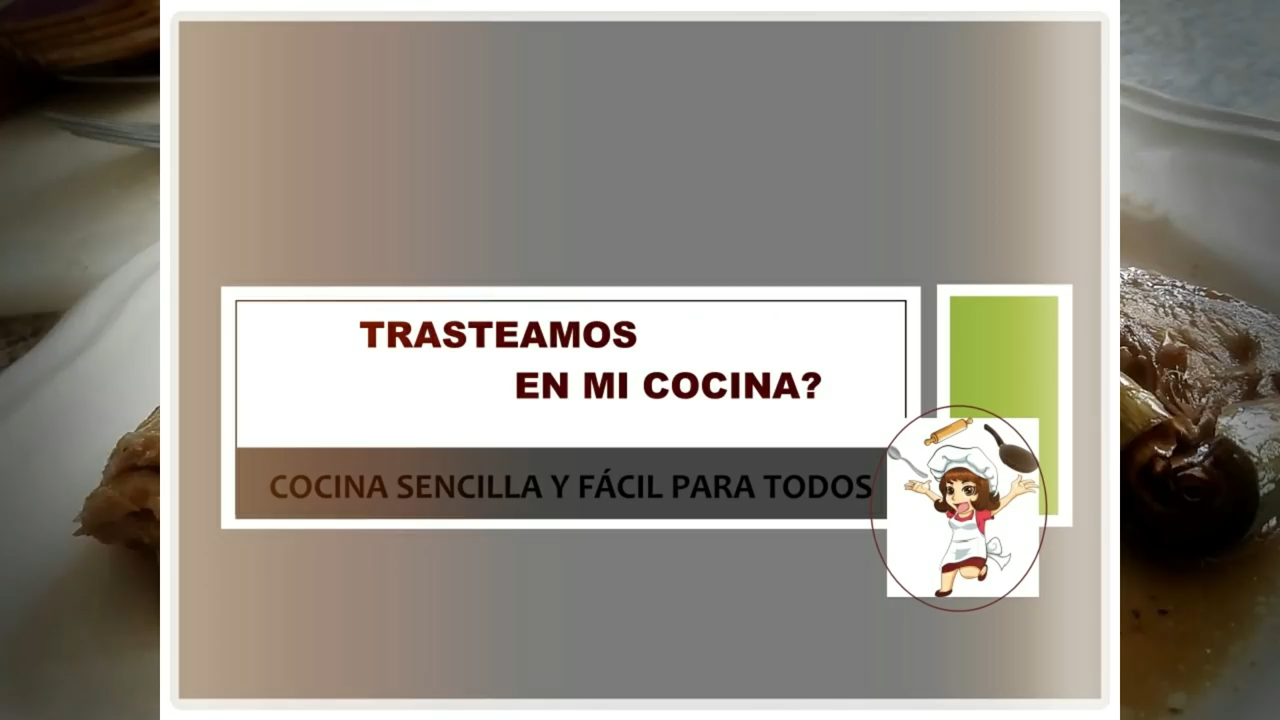 TRASTEAMOS
EN MI COCINA?
COCINA SENCILLA Y FÁCIL PARA TODOS